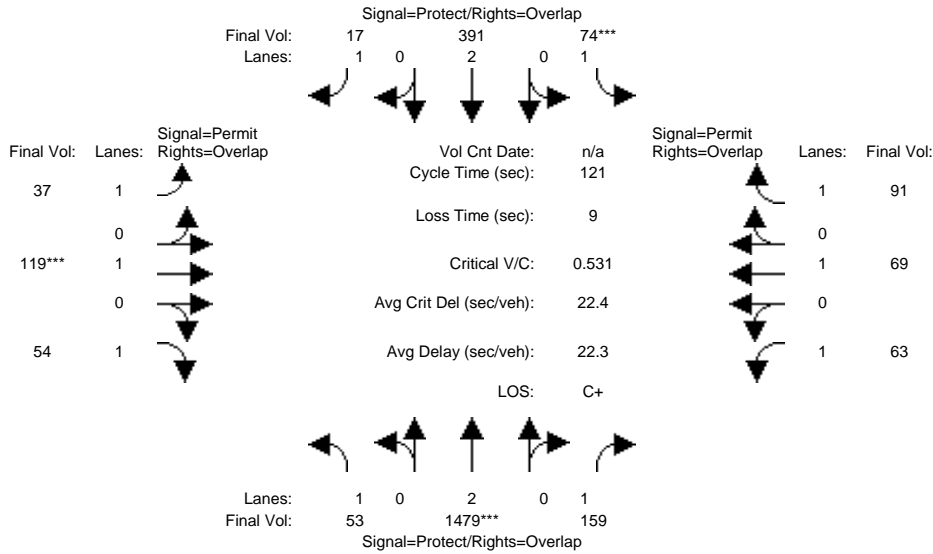 Signal=Protect/Rights=Overlap
Final Vol: 17 391 74***
Lanes: 1 0 2 0 1
Signal=Permit
Final Vol: Lanes: Rights=Overlap
Vol Cnt Date: n/a
Signal=Permit
Rights=Overlap Lanes: Final Vol:
Cycle Time (sec): 121
37 1
1 91
Loss Time (sec): 9
0
0
119*** 1
Critical V/C: 0.531
1 69
0
Avg Crit Del (sec/veh): 22.4
0
54 1
Avg Delay (sec/veh): 22.3
1 63
LOS: C+
Lanes: 1 0 2 0 1
Final Vol: 53 1479*** 159
Signal=Protect/Rights=Overlap